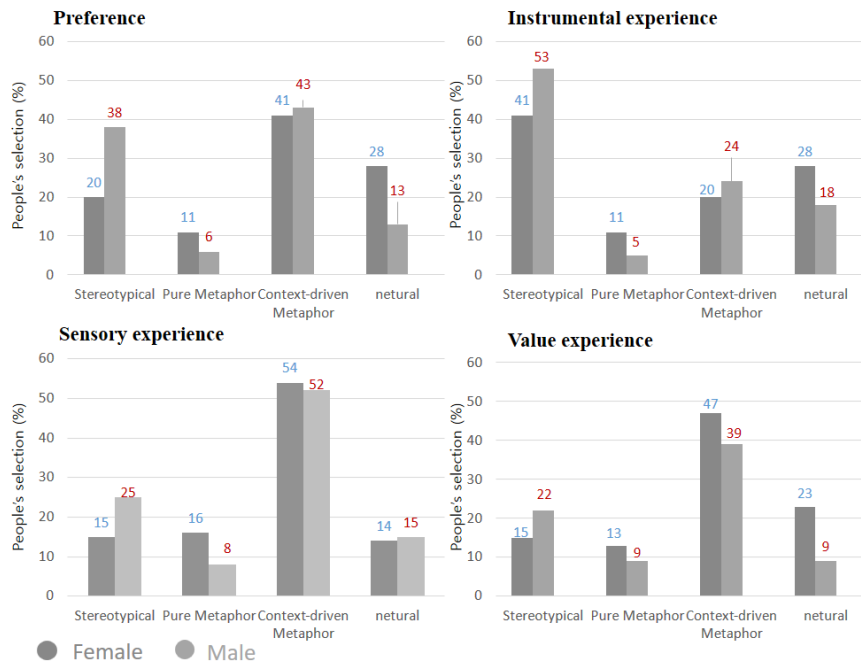 Preference
People's selection (%)
60
50
40
30
20
10
0
20
38
11
6
41
43
28
13
Stereotypical
Pure Metaphor
Context-driven
Metaphor
netural
Instrumental experience
People's selection (%)
60
50
40
30
20
10
0
41
53
11
5
20
24
28
18
Stereotypical
Pure Metaphor
Context-driven
Metaphor
netural
Sensory experience
People's selection (%)
60
50
40
30
20
10
0
15
25
16
8
54
52
14
15
Stereotypical
Pure Metaphor
Context-driven
Metaphor
netural
Value experience
People's selection (%)
60
50
40
30
20
10
0
15
22
13
9
47
39
23
9
Stereotypical
Pure Metaphor
Context-driven
Metaphor
netural
Female
Male